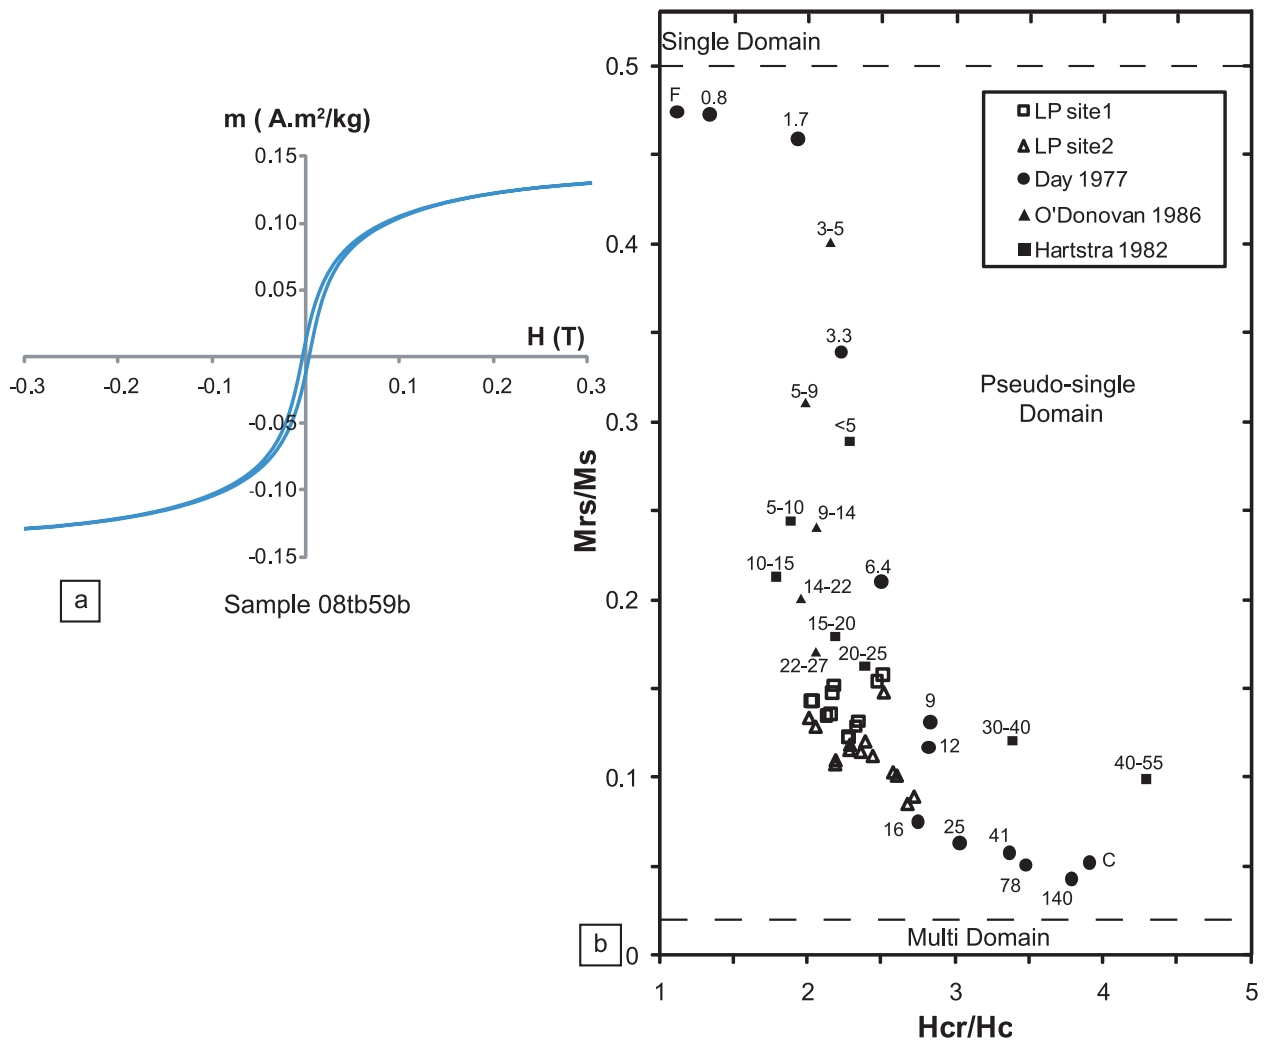 m ( A.m²/kg)
0.15
0.10
0.05
H (T)
-0.3
-0.2
-0.1
0.1
0.2
0.3
-0.05
-0.10
-0.15
a
Sample 08tb59b
Single Domain
0.5
0.4
0.3
0.2
0.1
0
Mrs/Ms
F
0.8
1.7
LP site1
LP site2
Day 1977
O'Donovan 1986
Hartstra 1982
3-5
3.3
5-9
<5
Pseudo-single
Domain
5-10
9-14
10-15
6.4
14-22
15-20
22-27
20-25
9
12
30-40
40-55
16
25
41
78
140
C
Multi Domain
b
1
2
3
4
5
Hcr/Hc